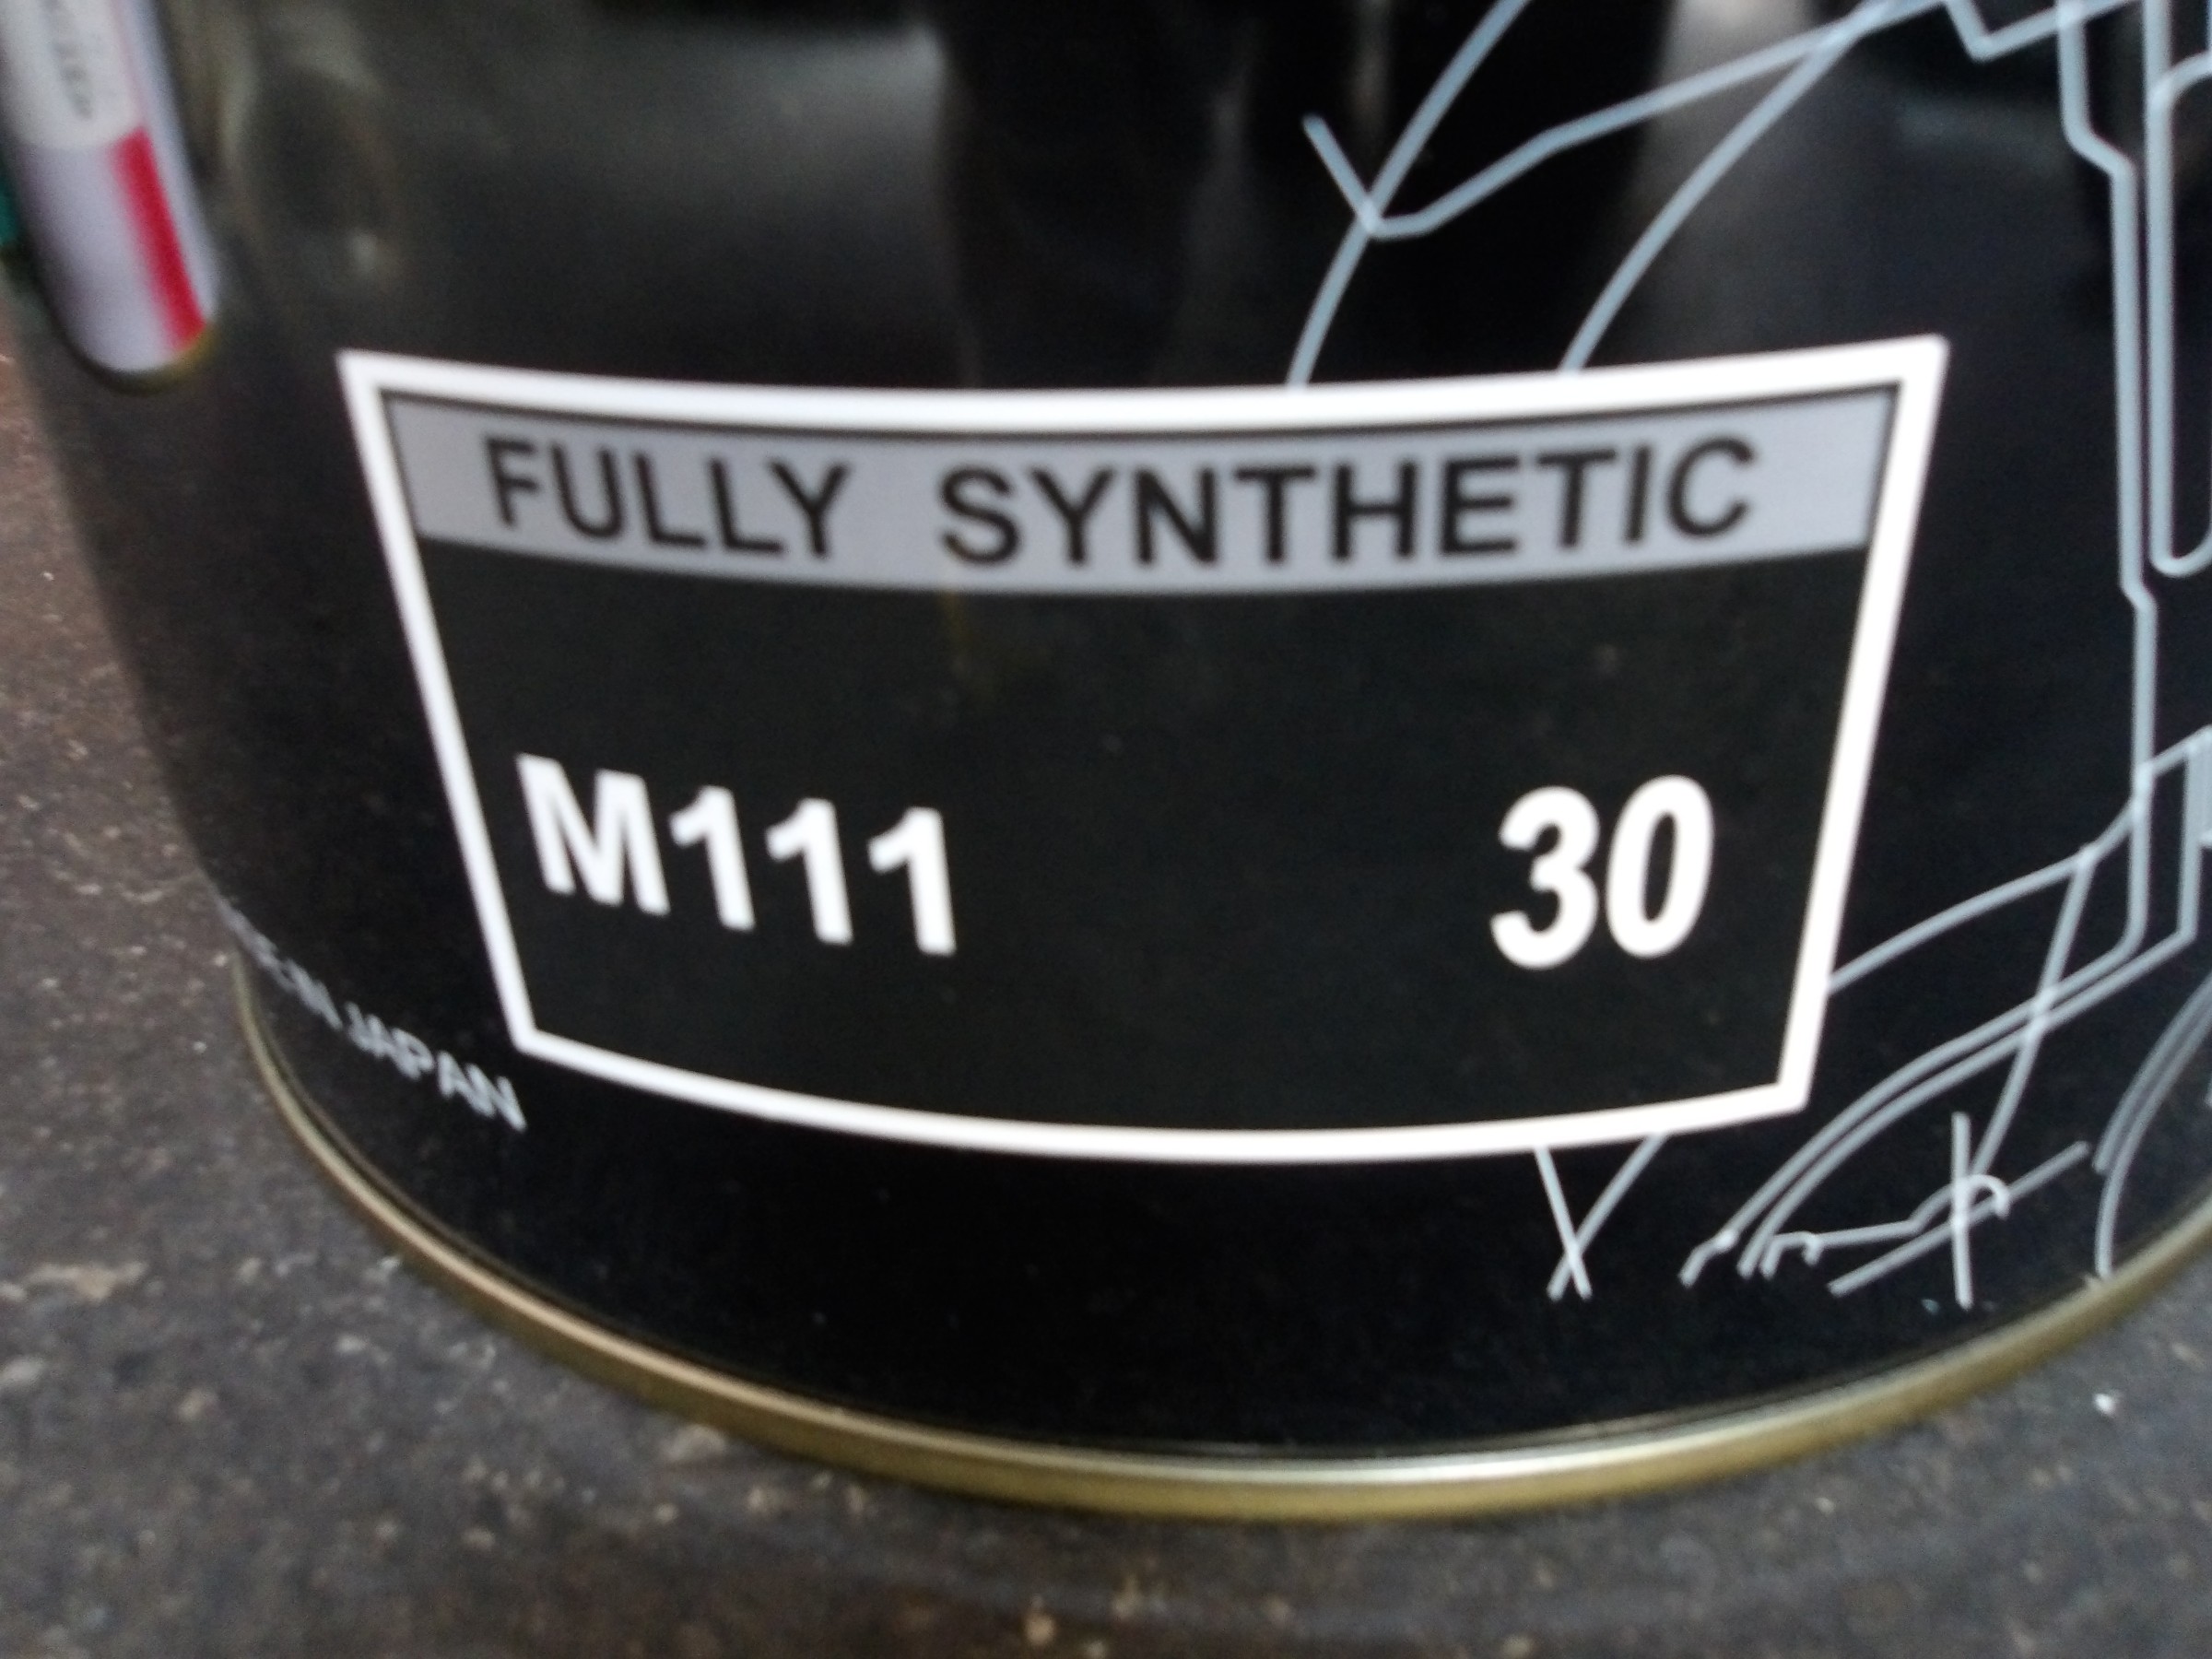 FULLY SYNTHETIC
M111 30
JAPAN